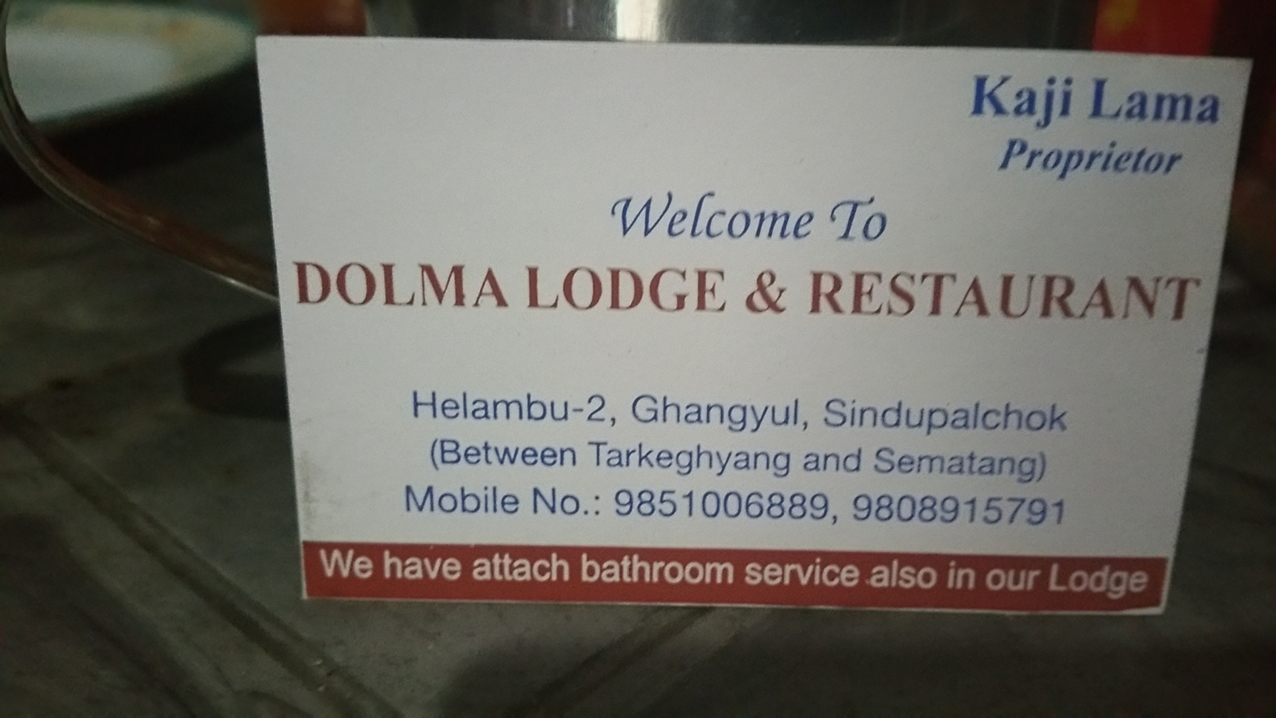 Kaji Lama
Proprietor
Welcome To
DOLMA LODGE & RESTAURANT
Helambu-2, Ghangyul, Sindupalchok
(Between Tarkeghyang and Sematang)
Mobile No.: 9851006889, 9808915791
We have attach bathroom service also in our Lodge